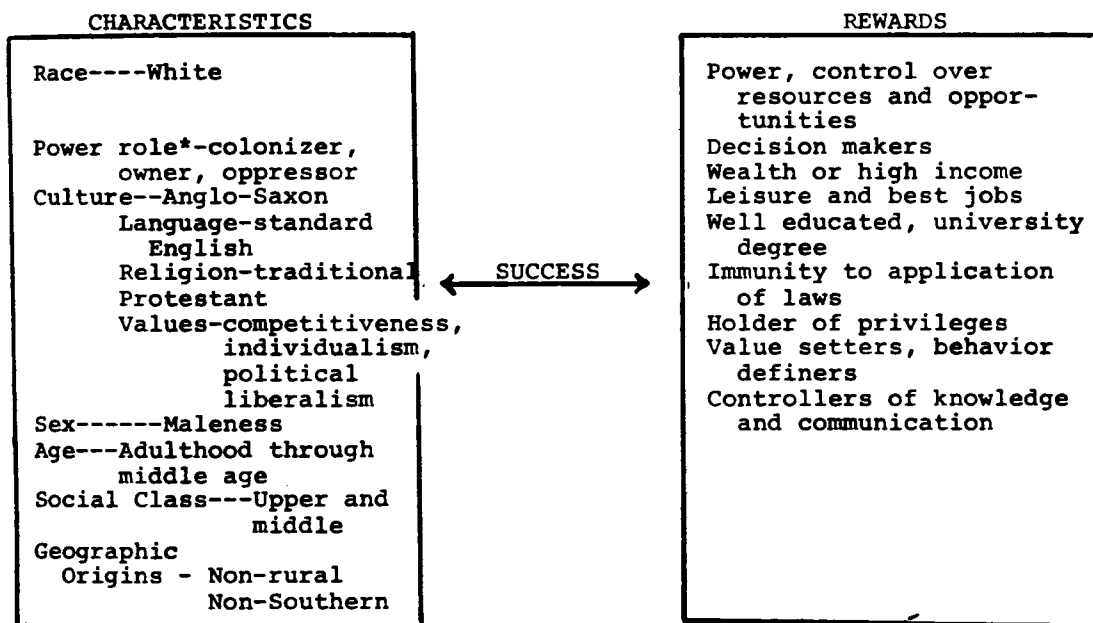 CHARACTERISTICS
Race----White
Power role*-colonizer,
owner, oppressor
Culture--Anglo-Saxon
Language-standard
English
Religion-traditional
Protestant
Values-competitiveness,
individualism,
political
liberalism
Sex------Maleness
Age---Adulthood through
middle age
Social Class---Upper and
middle
Geographic
Origins - Non-rural
Non-Southern
SUCCESS
REWARDS
Power, control over
resources and oppor-
tunities
Decision makers
Wealth or high income
Leisure and best jobs
Well educated, university
degree
Immunity to application
of laws
Holder of privileges
Value setters, behavior
definers
Controllers of knowledge
and communication